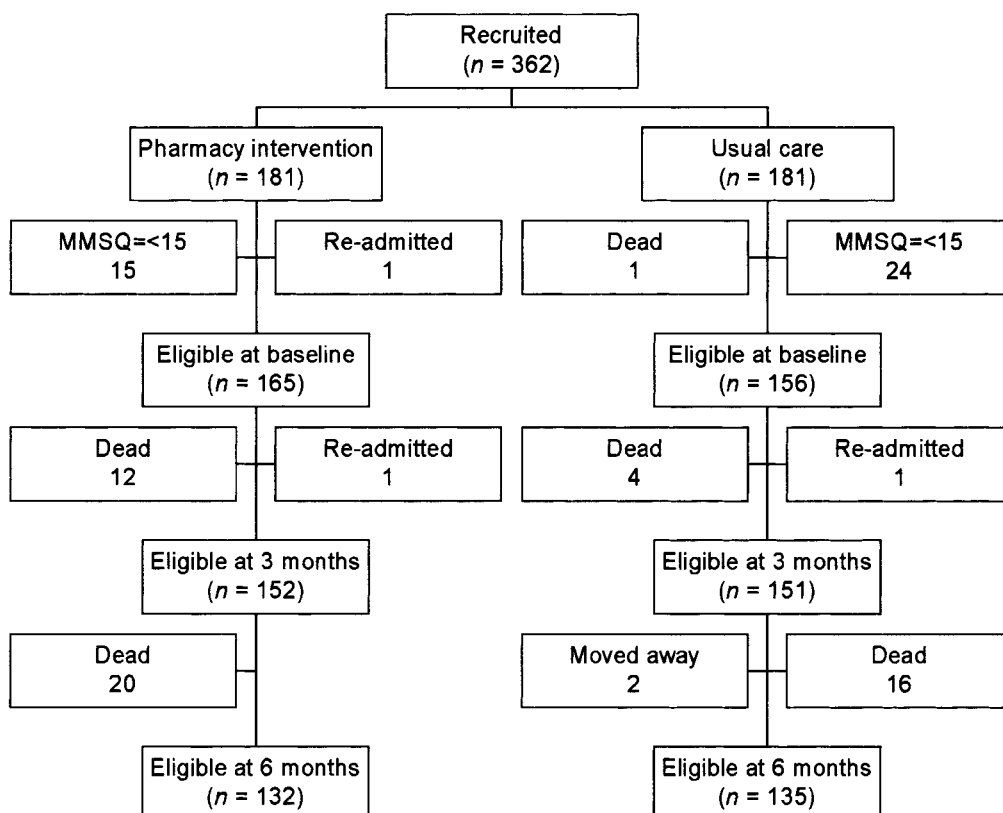 Recruited
(n = 362)
Pharmacy intervention
(n = 181)
Usual care
(n = 181)
MMSQ=<15
15
Re-admitted
1
Dead
1
MMSQ=<15
24
Eligible at baseline
(n = 165)
Eligible at baseline
(n = 156)
Dead
12
Re-admitted
1
Dead
4
Re-admitted
1
Eligible at 3 months
(n = 152)
Eligible at 3 months
(n = 151)
Dead
20
Moved away
2
Dead
16
Eligible at 6 months
(n = 132)
Eligible at 6 months
(n = 135)